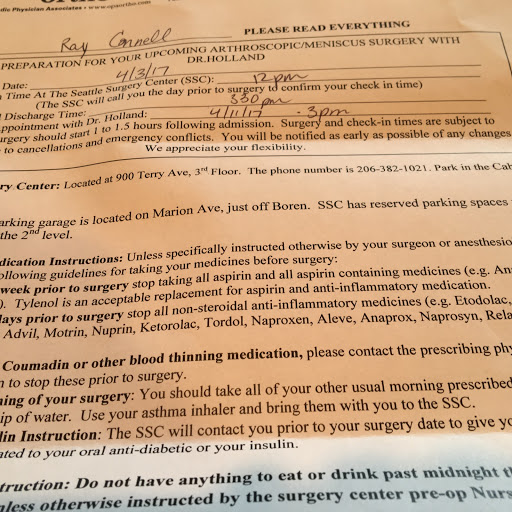 dic Physician Associates • www.opaortho.com
PLEASE READ EVERYTHING
Ray Connell
PREPARATION FOR YOUR UPCOMING ARTHROSCOPIC/MENISCUS SURGERY WITH
DR.HOLLAND
Date: 4/3/17
n Time At The Seattle Surgery Center (SSC): 12pm
(The SSC will call you the day prior to surgery to confirm your check in time)
l Discharge Time: 330pm
ppointment with Dr. Holland: 4/11/17 - 3pm
urgery should start 1 to 1.5 hours following admission. Surgery and check-in times are subject to
to cancellations and emergency conflicts. You will be notified as early as possible of any changes
We appreciate your flexibility.
ry Center: Located at 900 Terry Ave, 3rd Floor. The phone number is 206-382-1021. Park in the Cab
arking garage is located on Marion Ave, just off Boren. SSC has reserved parking spaces
the 2nd level.
dication Instructions: Unless specifically instructed otherwise by your surgeon or anesthesio
ollowing guidelines for taking your medicines before surgery:
week prior to surgery stop taking all aspirin and all aspirin containing medicines (e.g. An
). Tylenol is an acceptable replacement for aspirin and anti-inflammatory medication.
days prior to surgery stop all non-steroidal anti-inflammatory medicines (e.g. Etodolac,
Advil, Motrin, Nuprin, Ketorolac, Tordol, Naproxen, Aleve, Anaprox, Naprosyn, Rela
Coumadin or other blood thinning medication, please contact the prescribing phy
n to stop these prior to surgery.
ning of your surgery: You should take all of your other usual morning prescribed
ip of water. Use your asthma inhaler and bring them with you to the SSC.
lin Instruction: The SSC will contact you prior to your surgery date to give yo
ated to your oral anti-diabetic or your insulin.
truction: Do not have anything to eat or drink past midnight th
nless otherwise instructed by the surgery center pre-op Nurs